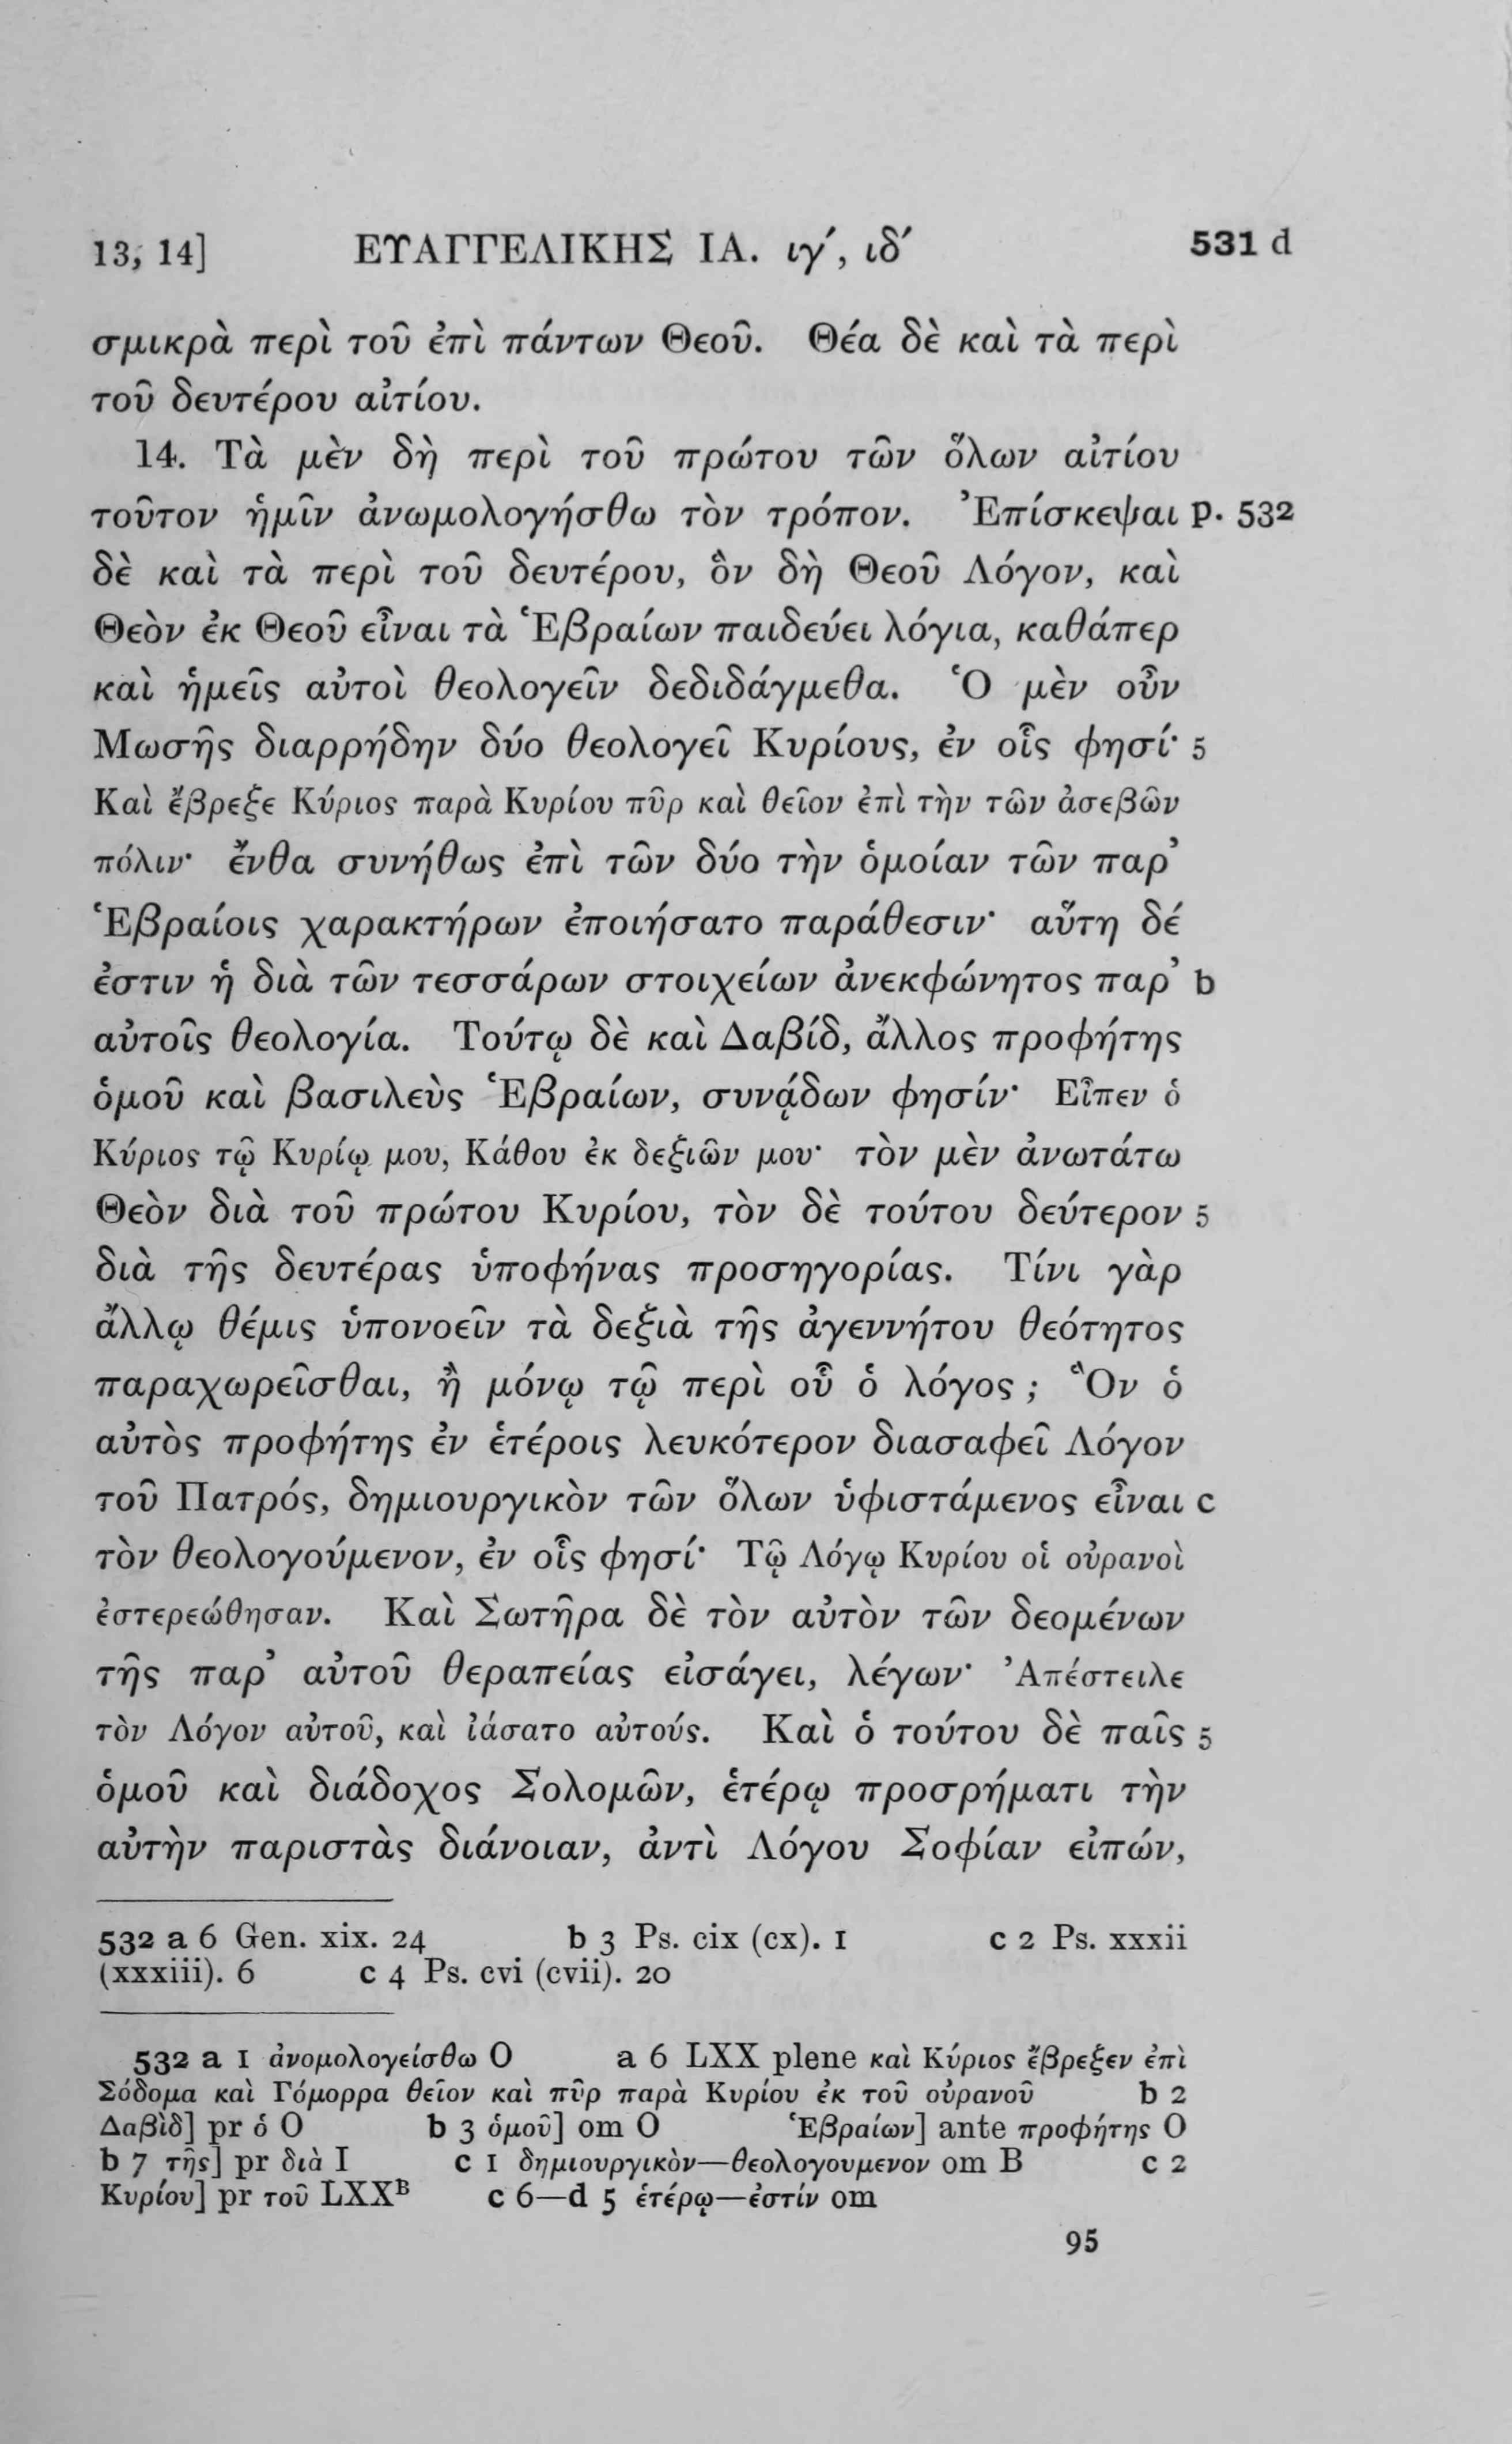 13, 14] ΕΥΑΓΓΕΛΙΚΗΣ ΙΑ. ιγʹ, ιδʹ 531 d
σμικρὰ περὶ τοῦ ἐπὶ πάντων Θεοῦ. Θέα δὲ καὶ τὰ περὶ
τοῦ δευτέρου αἰτίου.
14. Τὰ μὲν δὴ περὶ τοῦ πρώτου τῶν ὅλων αἰτίου
τοῦτον ἡμῖν ἀνωμολογήσθω τὸν τρόπον. Ἐπίσκεψαι p. 532
δὲ καὶ τὰ περὶ τοῦ δευτέρου, ὃν δὴ Θεοῦ Λόγον, καὶ
Θεὸν ἐκ Θεοῦ εἶναι τὰ Ἑβραίων παιδεύει λόγια, καθάπερ
καὶ ἡμεῖς αὐτοὶ θεολογεῖν δεδιδάγμεθα. Ὁ μὲν οὖν
Μωσῆς διαρρήδην δύο θεολογεῖ Κυρίους, ἐν οἷς φησί· 5
Καὶ ἔβρεξε Κύριος παρὰ Κυρίου πῦρ καὶ θεῖον ἐπὶ τὴν τῶν ἀσεβῶν
πόλιν· ἔνθα συνήθως ἐπὶ τῶν δύο τὴν ὁμοίαν τῶν παρ’
Ἑβραίοις χαρακτήρων ἐποιήσατο παράθεσιν· αὕτη δέ
ἐστιν ἡ διὰ τῶν τεσσάρων στοιχείων ἀνεκφώνητος παρ’ b
αὐτοῖς θεολογία. Τούτῳ δὲ καὶ Δαβίδ, ἄλλος προφήτης
ὁμοῦ καὶ βασιλεὺς Ἑβραίων, συνᾴδων φησίν· Εἶπεν ὁ
Κύριος τῷ Κυρίῳ μου, Κάθου ἐκ δεξιῶν μου· τὸν μὲν ἀνωτάτω
Θεὸν διὰ τοῦ πρώτου Κυρίου, τὸν δὲ τούτου δεύτερον 5
διὰ τῆς δευτέρας ὑποφήνας προσηγορίας. Τίνι γὰρ
ἄλλῳ θέμις ὑπονοεῖν τὰ δεξιὰ τῆς ἀγεννήτου θεότητος
παραχωρεῖσθαι, ἢ μόνῳ τῷ περὶ οὗ ὁ λόγος ; Ὃν ὁ
αὐτὸς προφήτης ἐν ἑτέροις λευκότερον διασαφεῖ Λόγον
τοῦ Πατρός, δημιουργικὸν τῶν ὅλων ὑφιστάμενος εἶναι c
τὸν θεολογούμενον, ἐν οἷς φησί· Τῷ Λόγῳ Κυρίου οἱ οὐρανοὶ
ἐστερεώθησαν. Καὶ Σωτῆρα δὲ τὸν αὐτὸν τῶν δεομένων
τῆς παρ’ αὐτοῦ θεραπείας εἰσάγει, λέγων· Ἀπέστειλε
τὸν Λόγον αὐτοῦ, καὶ ἰάσατο αὐτούς. Καὶ ὁ τούτου δὲ παῖς 5
ὁμοῦ καὶ διάδοχος Σολομῶν, ἑτέρῳ προσρήματι τὴν
αὐτὴν παριστὰς διάνοιαν, ἀντὶ Λόγου Σοφίαν εἰπών,
532 a 6 Gen. xix. 24 b 3 Ps. cix (cx). 1 c 2 Ps. xxxii
(xxxiii). 6 c 4 Ps. cvi (cvii). 20
532 a 1 ἀνομολογείσθω O a 6 LXX plene καὶ Κύριος ἔβρεξεν ἐπὶ
Σόδομα καὶ Γόμορρα θεῖον καὶ πῦρ παρὰ Κυρίου ἐκ τοῦ οὐρανοῦ b 2
Δαβὶδ] pr ὁ O b 3 ὁμοῦ] om O Ἑβραίων] ante προφήτης O
b 7 τῆς] pr διὰ I c 1 δημιουργικὸν—θεολογουμενον om B c 2
Κυρίου] pr τοῦ LXXᴮ c 6—d 5 ἑτέρῳ—ἐστίν om
95